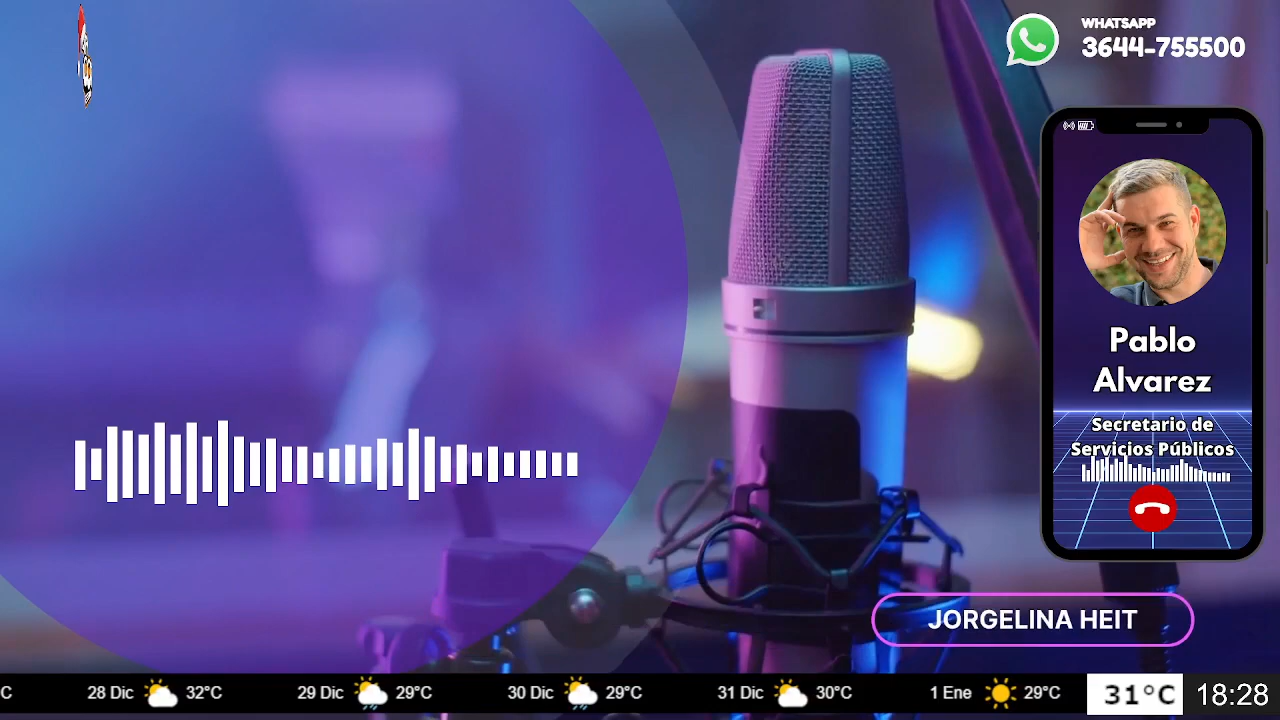 WHATSAPP
3644-755500
Pablo
Alvarez
Secretario de
Servicios Públicos
JORGELINA HEIT
C 28 Dic 32°C 29 Dic 29°C 30 Dic 29°C 31 Dic 30°C 1 Ene 29°C 31°C 18:28